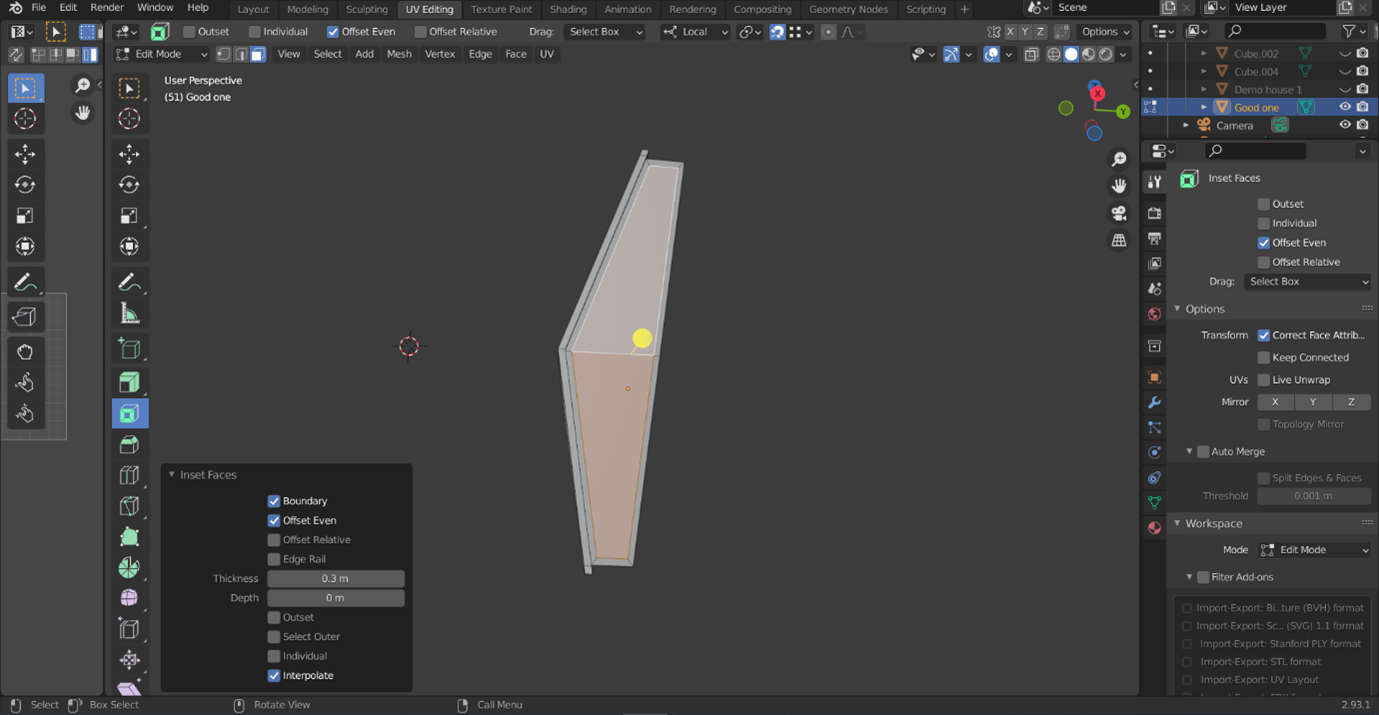 File Edit Render Window Help Layout Modeling Sculpting UV Editing Texture Paint Shading Animation Rendering Compositing Geometry Nodes Scripting + Scene View Layer
Outset Individual Offset Even Offset Relative Drag: Select Box Local X Y Z Options
Edit Mode View Select Add Mesh Vertex Edge Face UV
User Perspective
(51) Good one
X
Y
Cube.002
Cube.004
Demo house 1
Good one
Camera
Inset Faces
Outset
Individual
Offset Even
Offset Relative
Drag: Select Box
Options
Transform Correct Face Attrib...
Keep Connected
UVs Live Unwrap
Mirror X Y Z
Topology Mirror
Auto Merge
Split Edges & Faces
Threshold 0.001 m
Workspace
Mode Edit Mode
Filter Add-ons
Import-Export: Bi...ture (BVH) format
Import-Export: Sc... (SVG) 1.1 format
Import-Export: Stanford PLY format
Import-Export: STL format
Import-Export: UV Layout
Inset Faces
Boundary
Offset Even
Offset Relative
Edge Rail
Thickness 0.3 m
Depth 0 m
Outset
Select Outer
Individual
Interpolate
Select Box Select Rotate View Call Menu 2.93.1